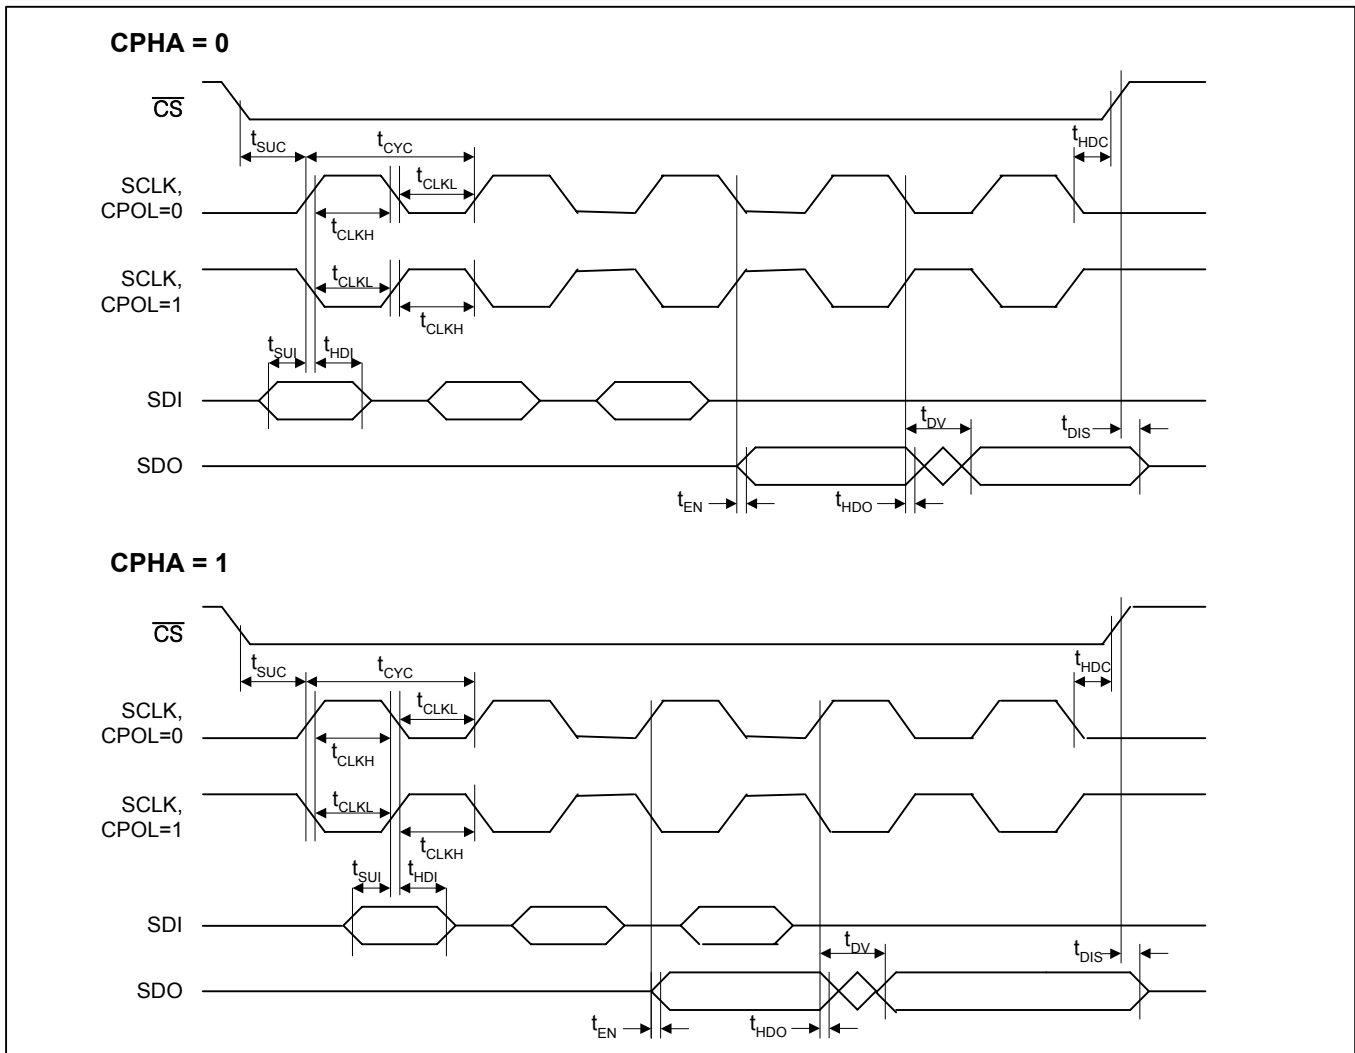 CPHA = 0
CS
tSUC
tCYC
tHDC
SCLK,
CPOL=0
tCLKL
tCLKH
SCLK,
CPOL=1
tCLKL
tCLKH
tSUI
tHDI
SDI
tDV
tDIS
SDO
tEN
tHDO
CPHA = 1
CS
tSUC
tCYC
tHDC
SCLK,
CPOL=0
tCLKL
tCLKH
SCLK,
CPOL=1
tCLKL
tCLKH
tSUI
tHDI
SDI
tDV
tDIS
SDO
tEN
tHDO